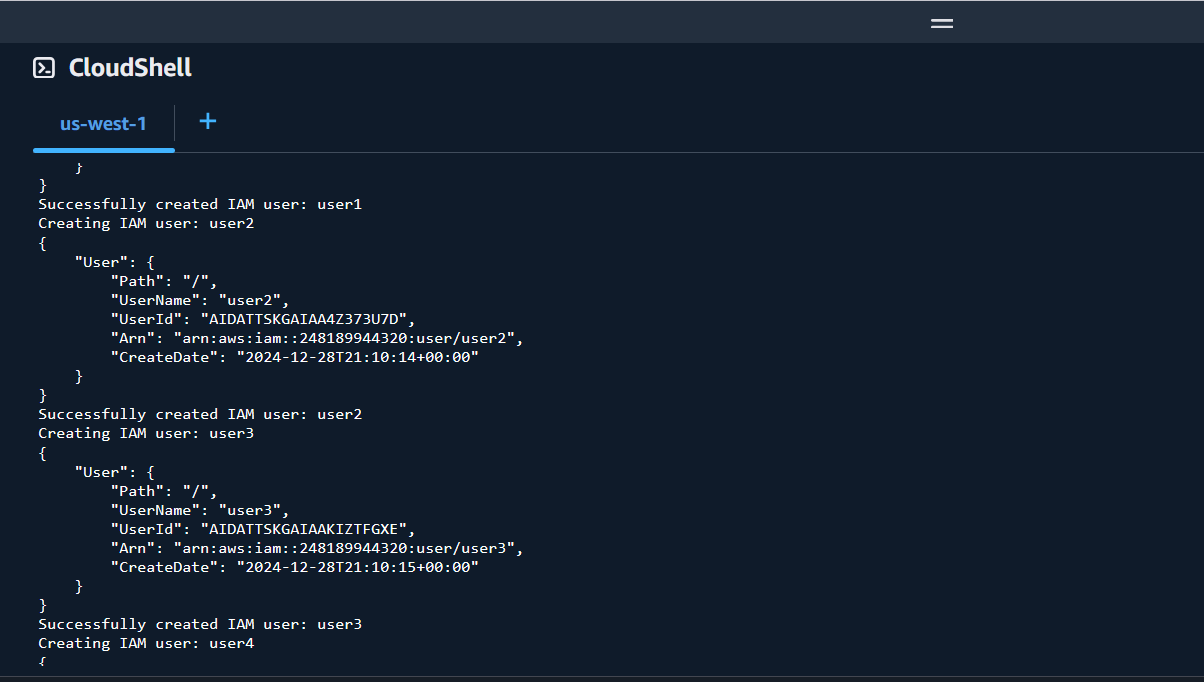 CloudShell
us-west-1
    }
}
Successfully created IAM user: user1
Creating IAM user: user2
{
    "User": {
        "Path": "/",
        "UserName": "user2",
        "UserId": "AIDATTSKGAIAA4Z373U7D",
        "Arn": "arn:aws:iam::248189944320:user/user2",
        "CreateDate": "2024-12-28T21:10:14+00:00"
    }
}
Successfully created IAM user: user2
Creating IAM user: user3
{
    "User": {
        "Path": "/",
        "UserName": "user3",
        "UserId": "AIDATTSKGAIAAKIZTFGXE",
        "Arn": "arn:aws:iam::248189944320:user/user3",
        "CreateDate": "2024-12-28T21:10:15+00:00"
    }
}
Successfully created IAM user: user3
Creating IAM user: user4
{